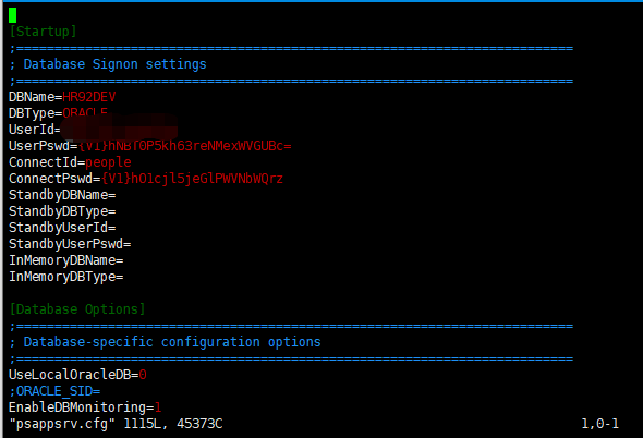 [Startup]
;=======================================================================
; Database Signon settings
;=======================================================================
DBName=HR92DEV
DBType=ORACLE
UserId=
UserPswd={V1}hNBf0P5kh63reNMexWVGUBc=
ConnectId=people
ConnectPswd={V1}hO1cjl5jeGlPWVNbWQrz
StandbyDBName=
StandbyDBType=
StandbyUserId=
StandbyUserPswd=
InMemoryDBName=
InMemoryDBType=
[Database Options]
;=======================================================================
; Database-specific configuration options
;=======================================================================
UseLocalOracleDB=0
;ORACLE_SID=
EnableDBMonitoring=1
"psappsrv.cfg" 1115L, 45373C 1,0-1